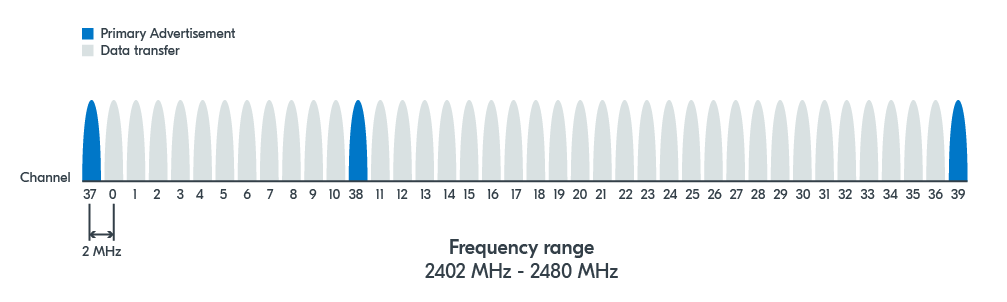 Primary Advertisement
Data transfer
Channel 37 0 1 2 3 4 5 6 7 8 9 10 38 11 12 13 14 15 16 17 18 19 20 21 22 23 24 25 26 27 28 29 30 31 32 33 34 35 36 39
2 MHz
Frequency range
2402 MHz - 2480 MHz